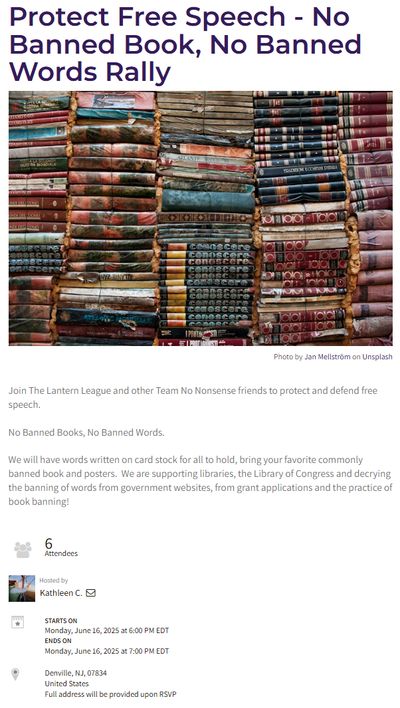 Protect Free Speech - No
Banned Book, No Banned
Words Rally
Photo by Jan Mellström on Unsplash
Join The Lantern League and other Team No Nonsense friends to protect and defend free
speech.
No Banned Books, No Banned Words.
We will have words written on card stock for all to hold, bring your favorite commonly
banned book and posters.  We are supporting libraries, the Library of Congress and decrying
the banning of words from government websites, from grant applications and the practice of
book banning!
6
Attendees
Hosted by
Kathleen C.
STARTS ON
Monday, June 16, 2025 at 6:00 PM EDT
ENDS ON
Monday, June 16, 2025 at 7:00 PM EDT
Denville, NJ, 07834
United States
Full address will be provided upon RSVP